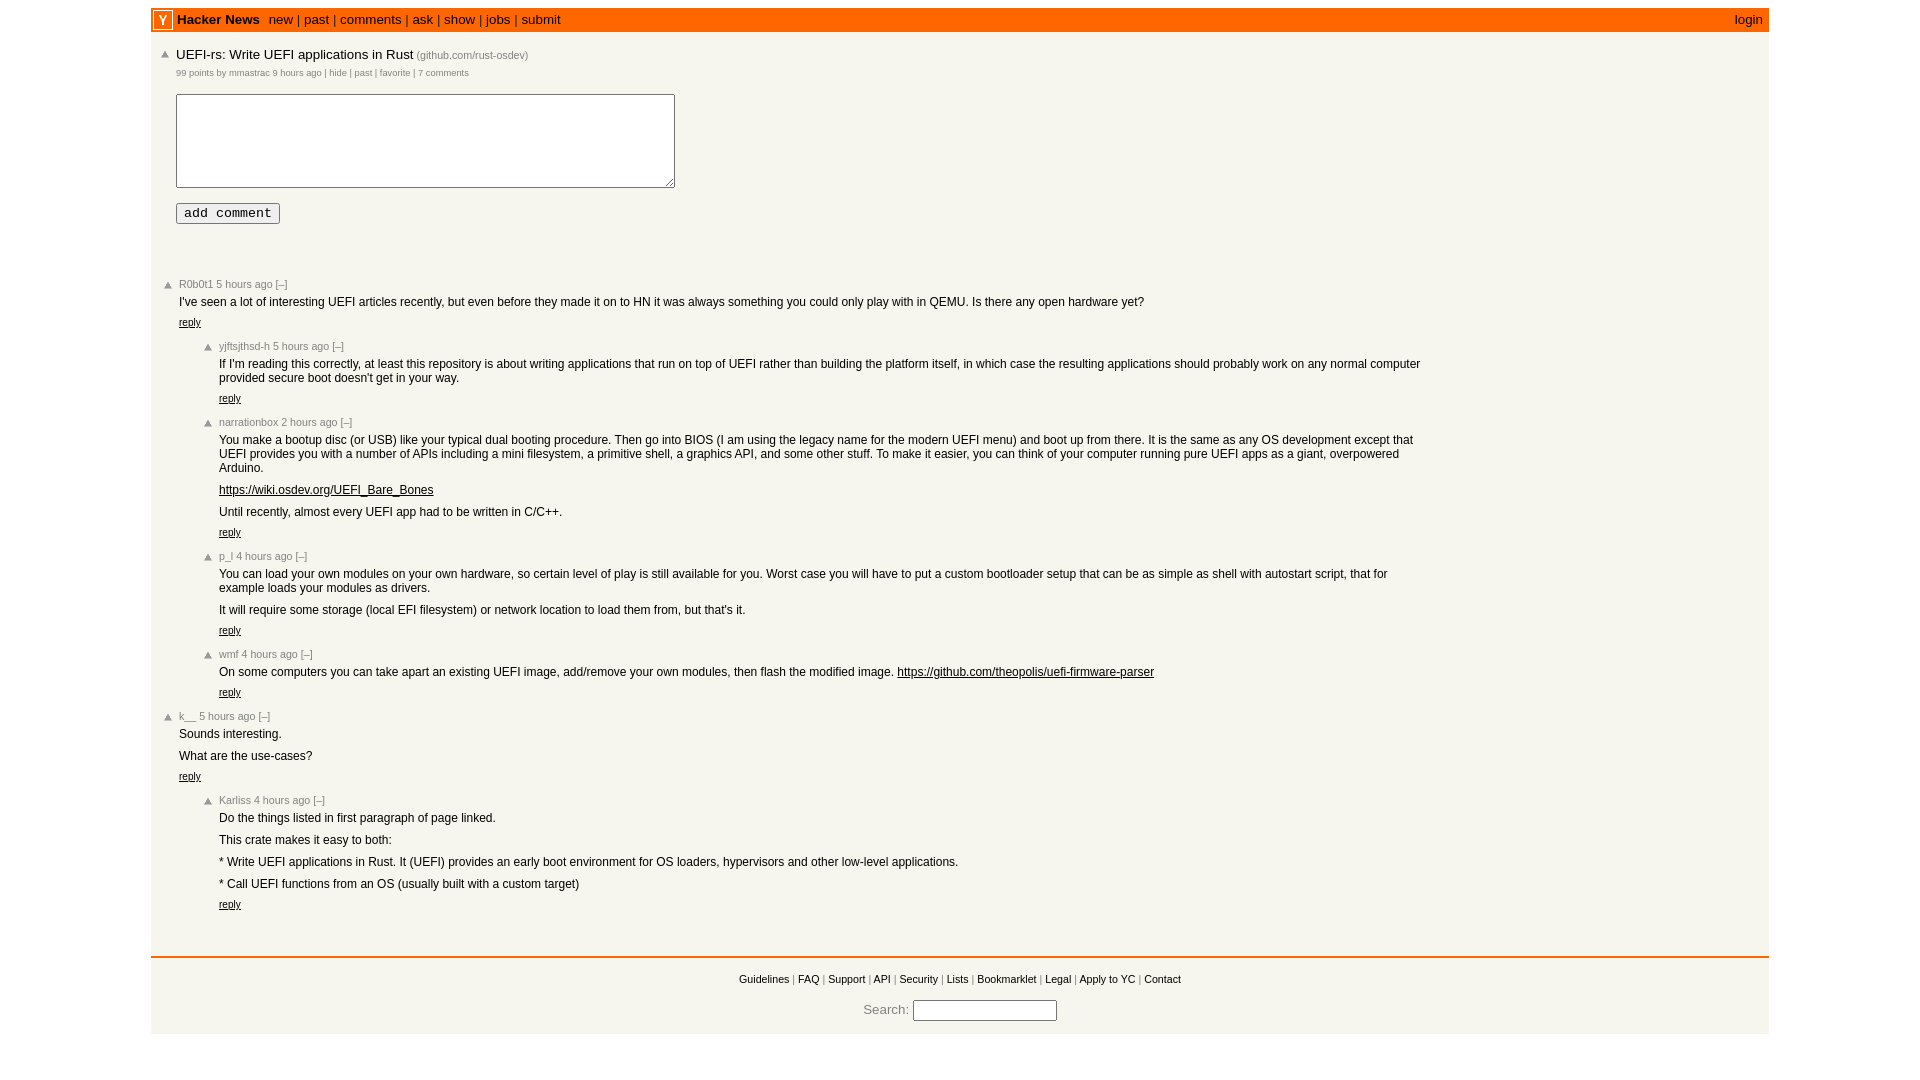 Y Hacker News new | past | comments | ask | show | jobs | submit login
UEFI-rs: Write UEFI applications in Rust (github.com/rust-osdev)
99 points by mmastrac 9 hours ago | hide | past | favorite | 7 comments
add comment
R0b0t1 5 hours ago [–]
I've seen a lot of interesting UEFI articles recently, but even before they made it on to HN it was always something you could only play with in QEMU. Is there any open hardware yet?
reply
yjftsjthsd-h 5 hours ago [–]
If I'm reading this correctly, at least this repository is about writing applications that run on top of UEFI rather than building the platform itself, in which case the resulting applications should probably work on any normal computer
provided secure boot doesn't get in your way.
reply
narrationbox 2 hours ago [–]
You make a bootup disc (or USB) like your typical dual booting procedure. Then go into BIOS (I am using the legacy name for the modern UEFI menu) and boot up from there. It is the same as any OS development except that
UEFI provides you with a number of APIs including a mini filesystem, a primitive shell, a graphics API, and some other stuff. To make it easier, you can think of your computer running pure UEFI apps as a giant, overpowered
Arduino.
https://wiki.osdev.org/UEFI_Bare_Bones
Until recently, almost every UEFI app had to be written in C/C++.
reply
p_l 4 hours ago [–]
You can load your own modules on your own hardware, so certain level of play is still available for you. Worst case you will have to put a custom bootloader setup that can be as simple as shell with autostart script, that for
example loads your modules as drivers.
It will require some storage (local EFI filesystem) or network location to load them from, but that's it.
reply
wmf 4 hours ago [–]
On some computers you can take apart an existing UEFI image, add/remove your own modules, then flash the modified image. https://github.com/theopolis/uefi-firmware-parser
reply
k__ 5 hours ago [–]
Sounds interesting.
What are the use-cases?
reply
Karliss 4 hours ago [–]
Do the things listed in first paragraph of page linked.
This crate makes it easy to both:
* Write UEFI applications in Rust. It (UEFI) provides an early boot environment for OS loaders, hypervisors and other low-level applications.
* Call UEFI functions from an OS (usually built with a custom target)
reply
Guidelines | FAQ | Support | API | Security | Lists | Bookmarklet | Legal | Apply to YC | Contact
Search: